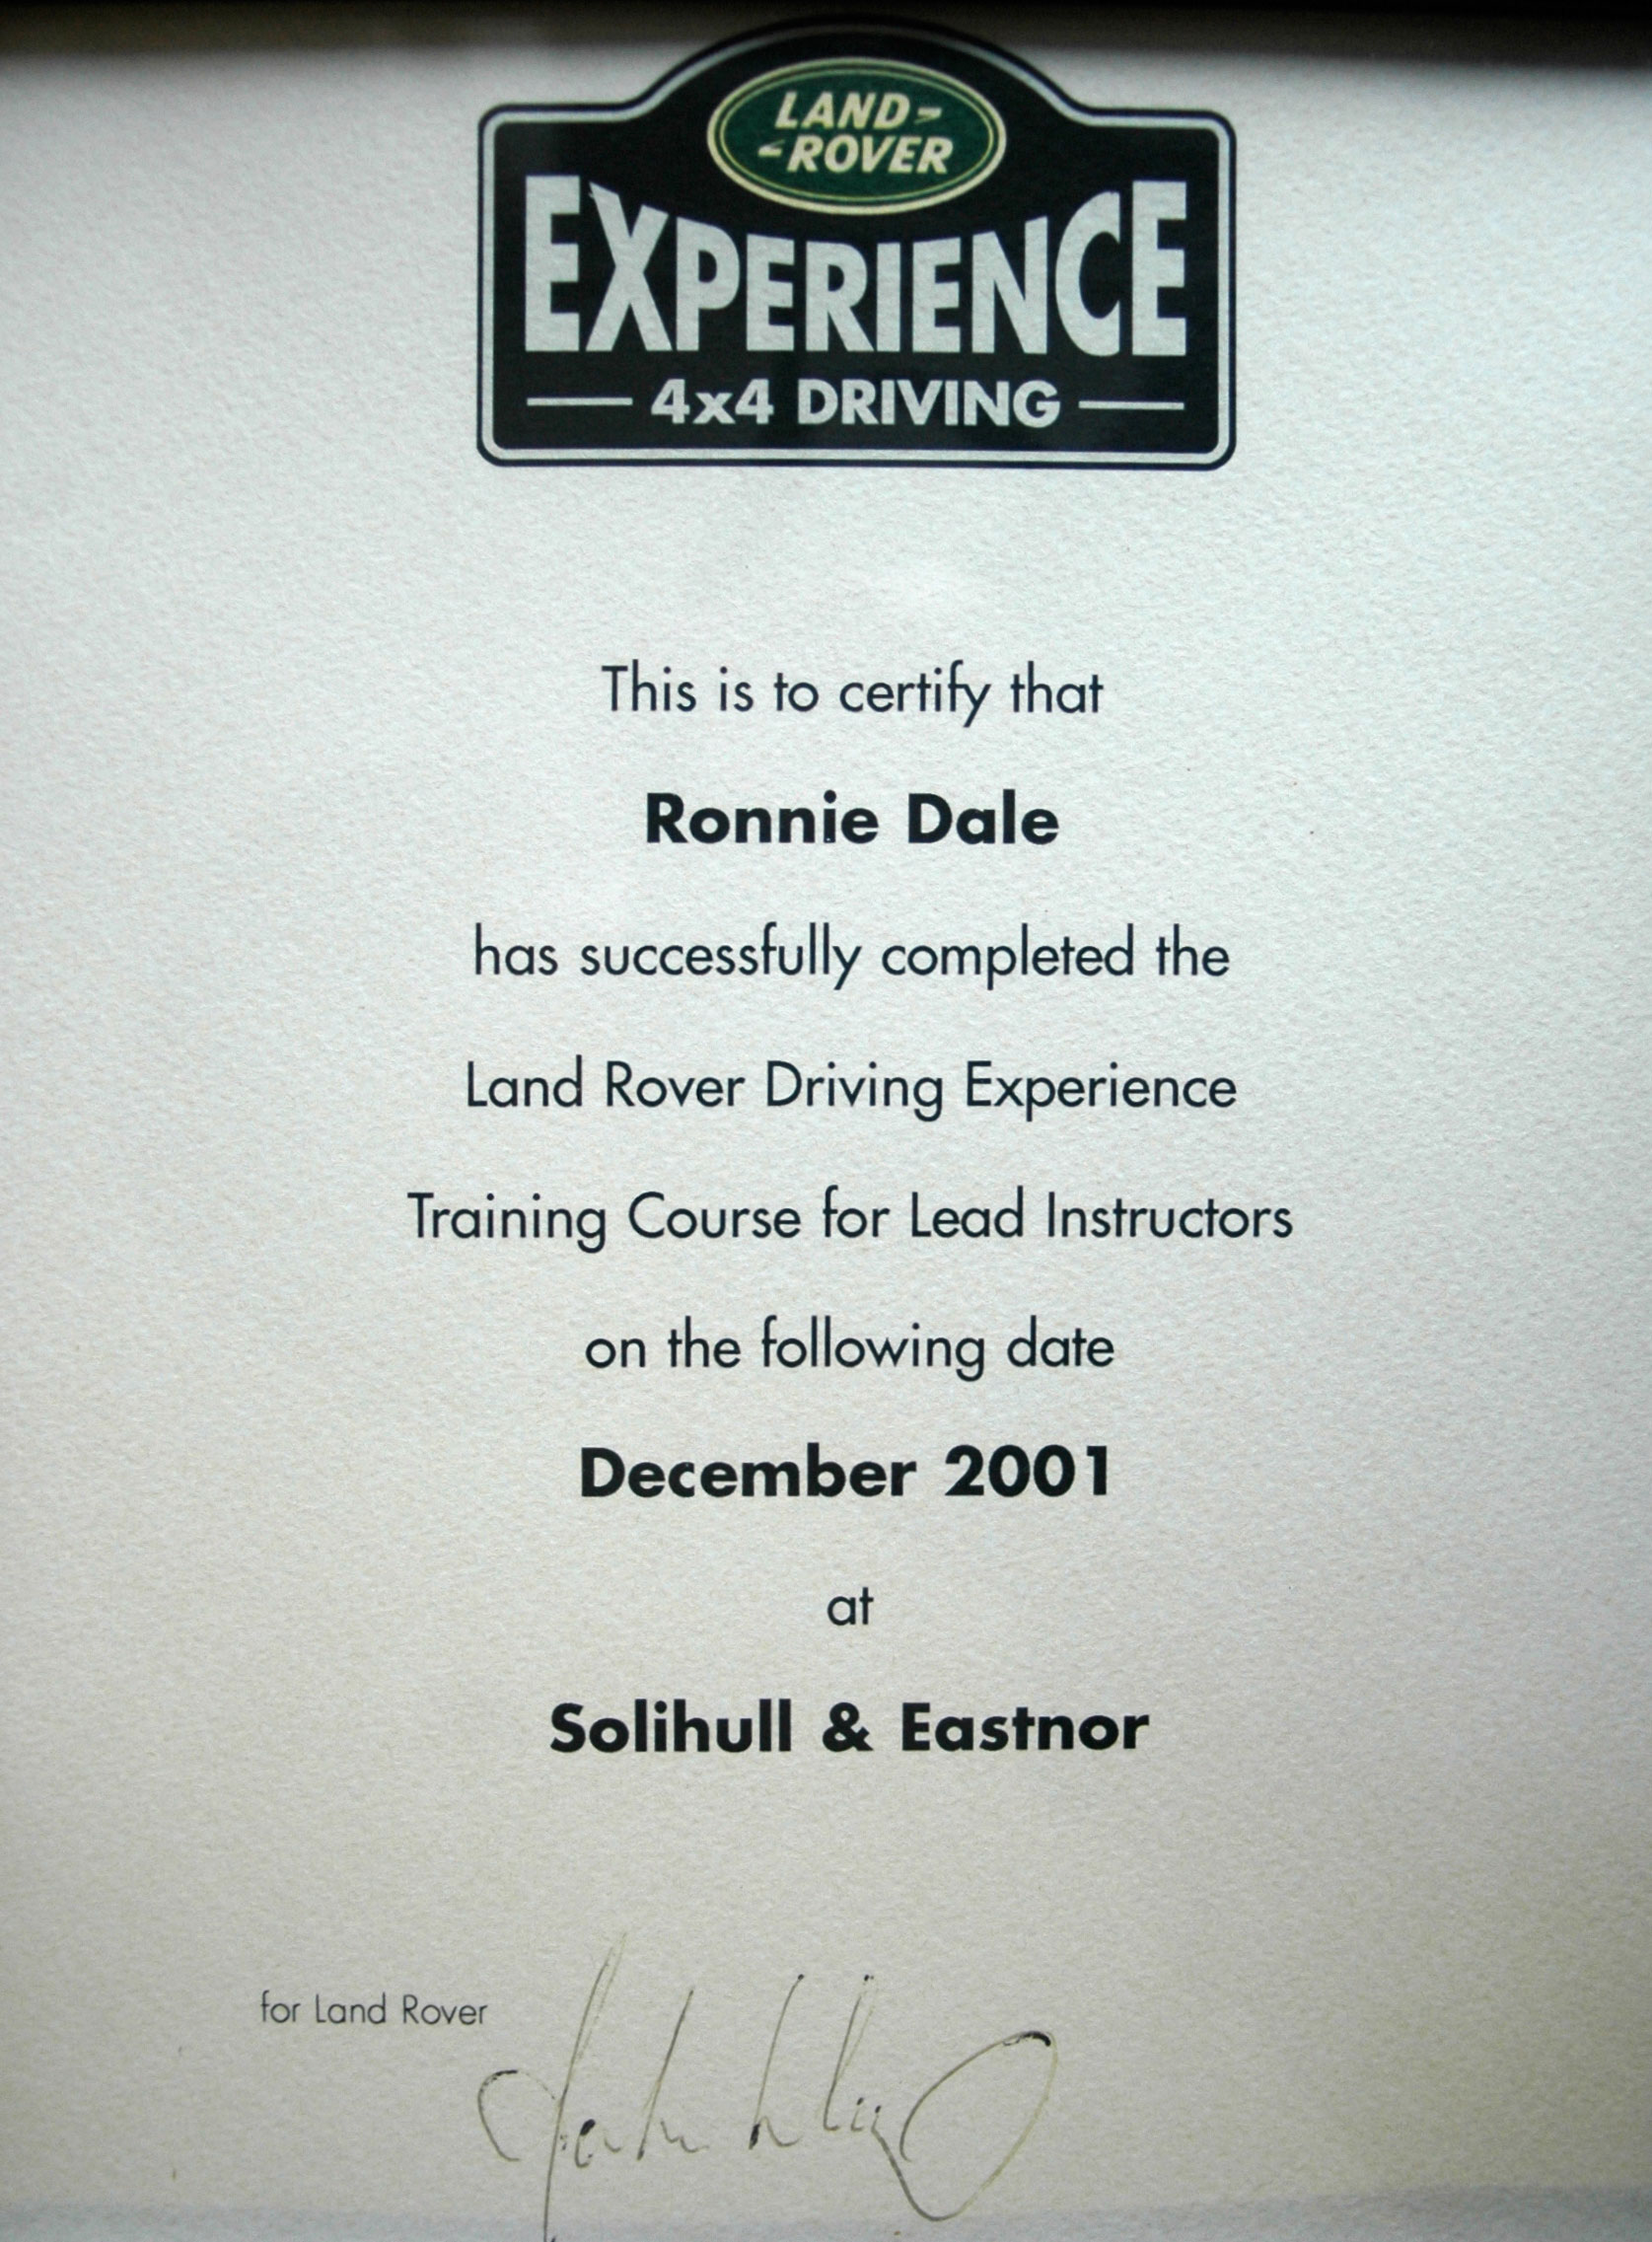 LAND-
-ROVER
EXPERIENCE
4x4 DRIVING
This is to certify that
Ronnie Dale
has successfully completed the
Land Rover Driving Experience
Training Course for Lead Instructors
on the following date
December 2001
at
Solihull & Eastnor
for Land Rover